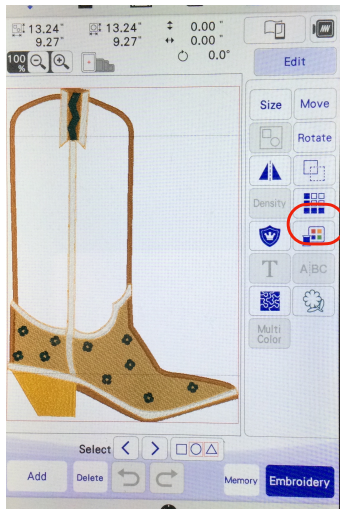 13.24" 13.24" 0.00"
9.27" 9.27" 0.00"
100 % 0.0°
Edit
Size Move
Rotate
Density
T A|BC
Multi
Color
Select < >
Add Delete Memory Embroidery